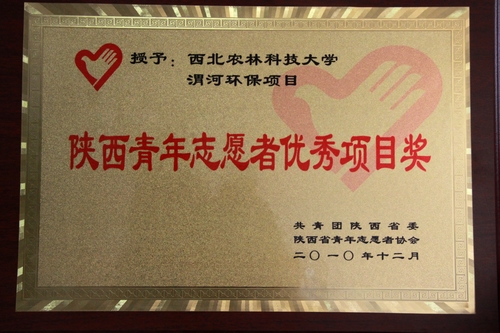 授予：西北农林科技大学
渭河环保项目
陕西青年志愿者优秀项目奖
共青团陕西省委
陕西省青年志愿者协会
二〇一〇年十二月